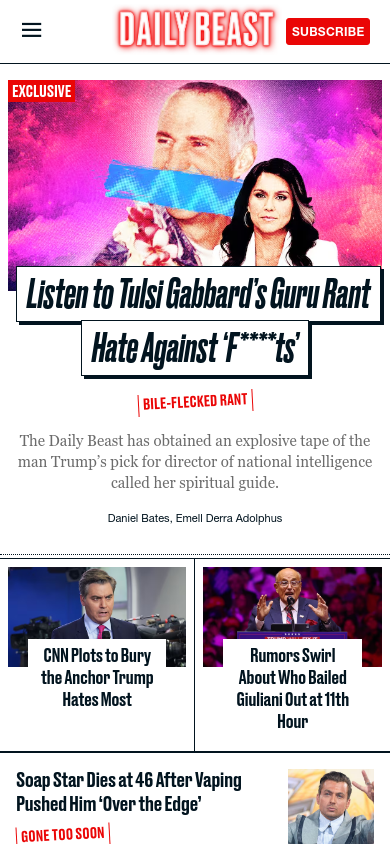 DAILY BEAST
SUBSCRIBE
EXCLUSIVE
Listen to Tulsi Gabbard's Guru Rant
Hate Against 'F****ts'
BILE-FLECKED RANT
The Daily Beast has obtained an explosive tape of the
man Trump's pick for director of national intelligence
called her spiritual guide.
Daniel Bates, Emell Derra Adolphus
CNN Plots to Bury
the Anchor Trump
Hates Most
Rumors Swirl
About Who Bailed
Giuliani Out at 11th
Hour
Soap Star Dies at 46 After Vaping
Pushed Him 'Over the Edge'
GONE TOO SOON